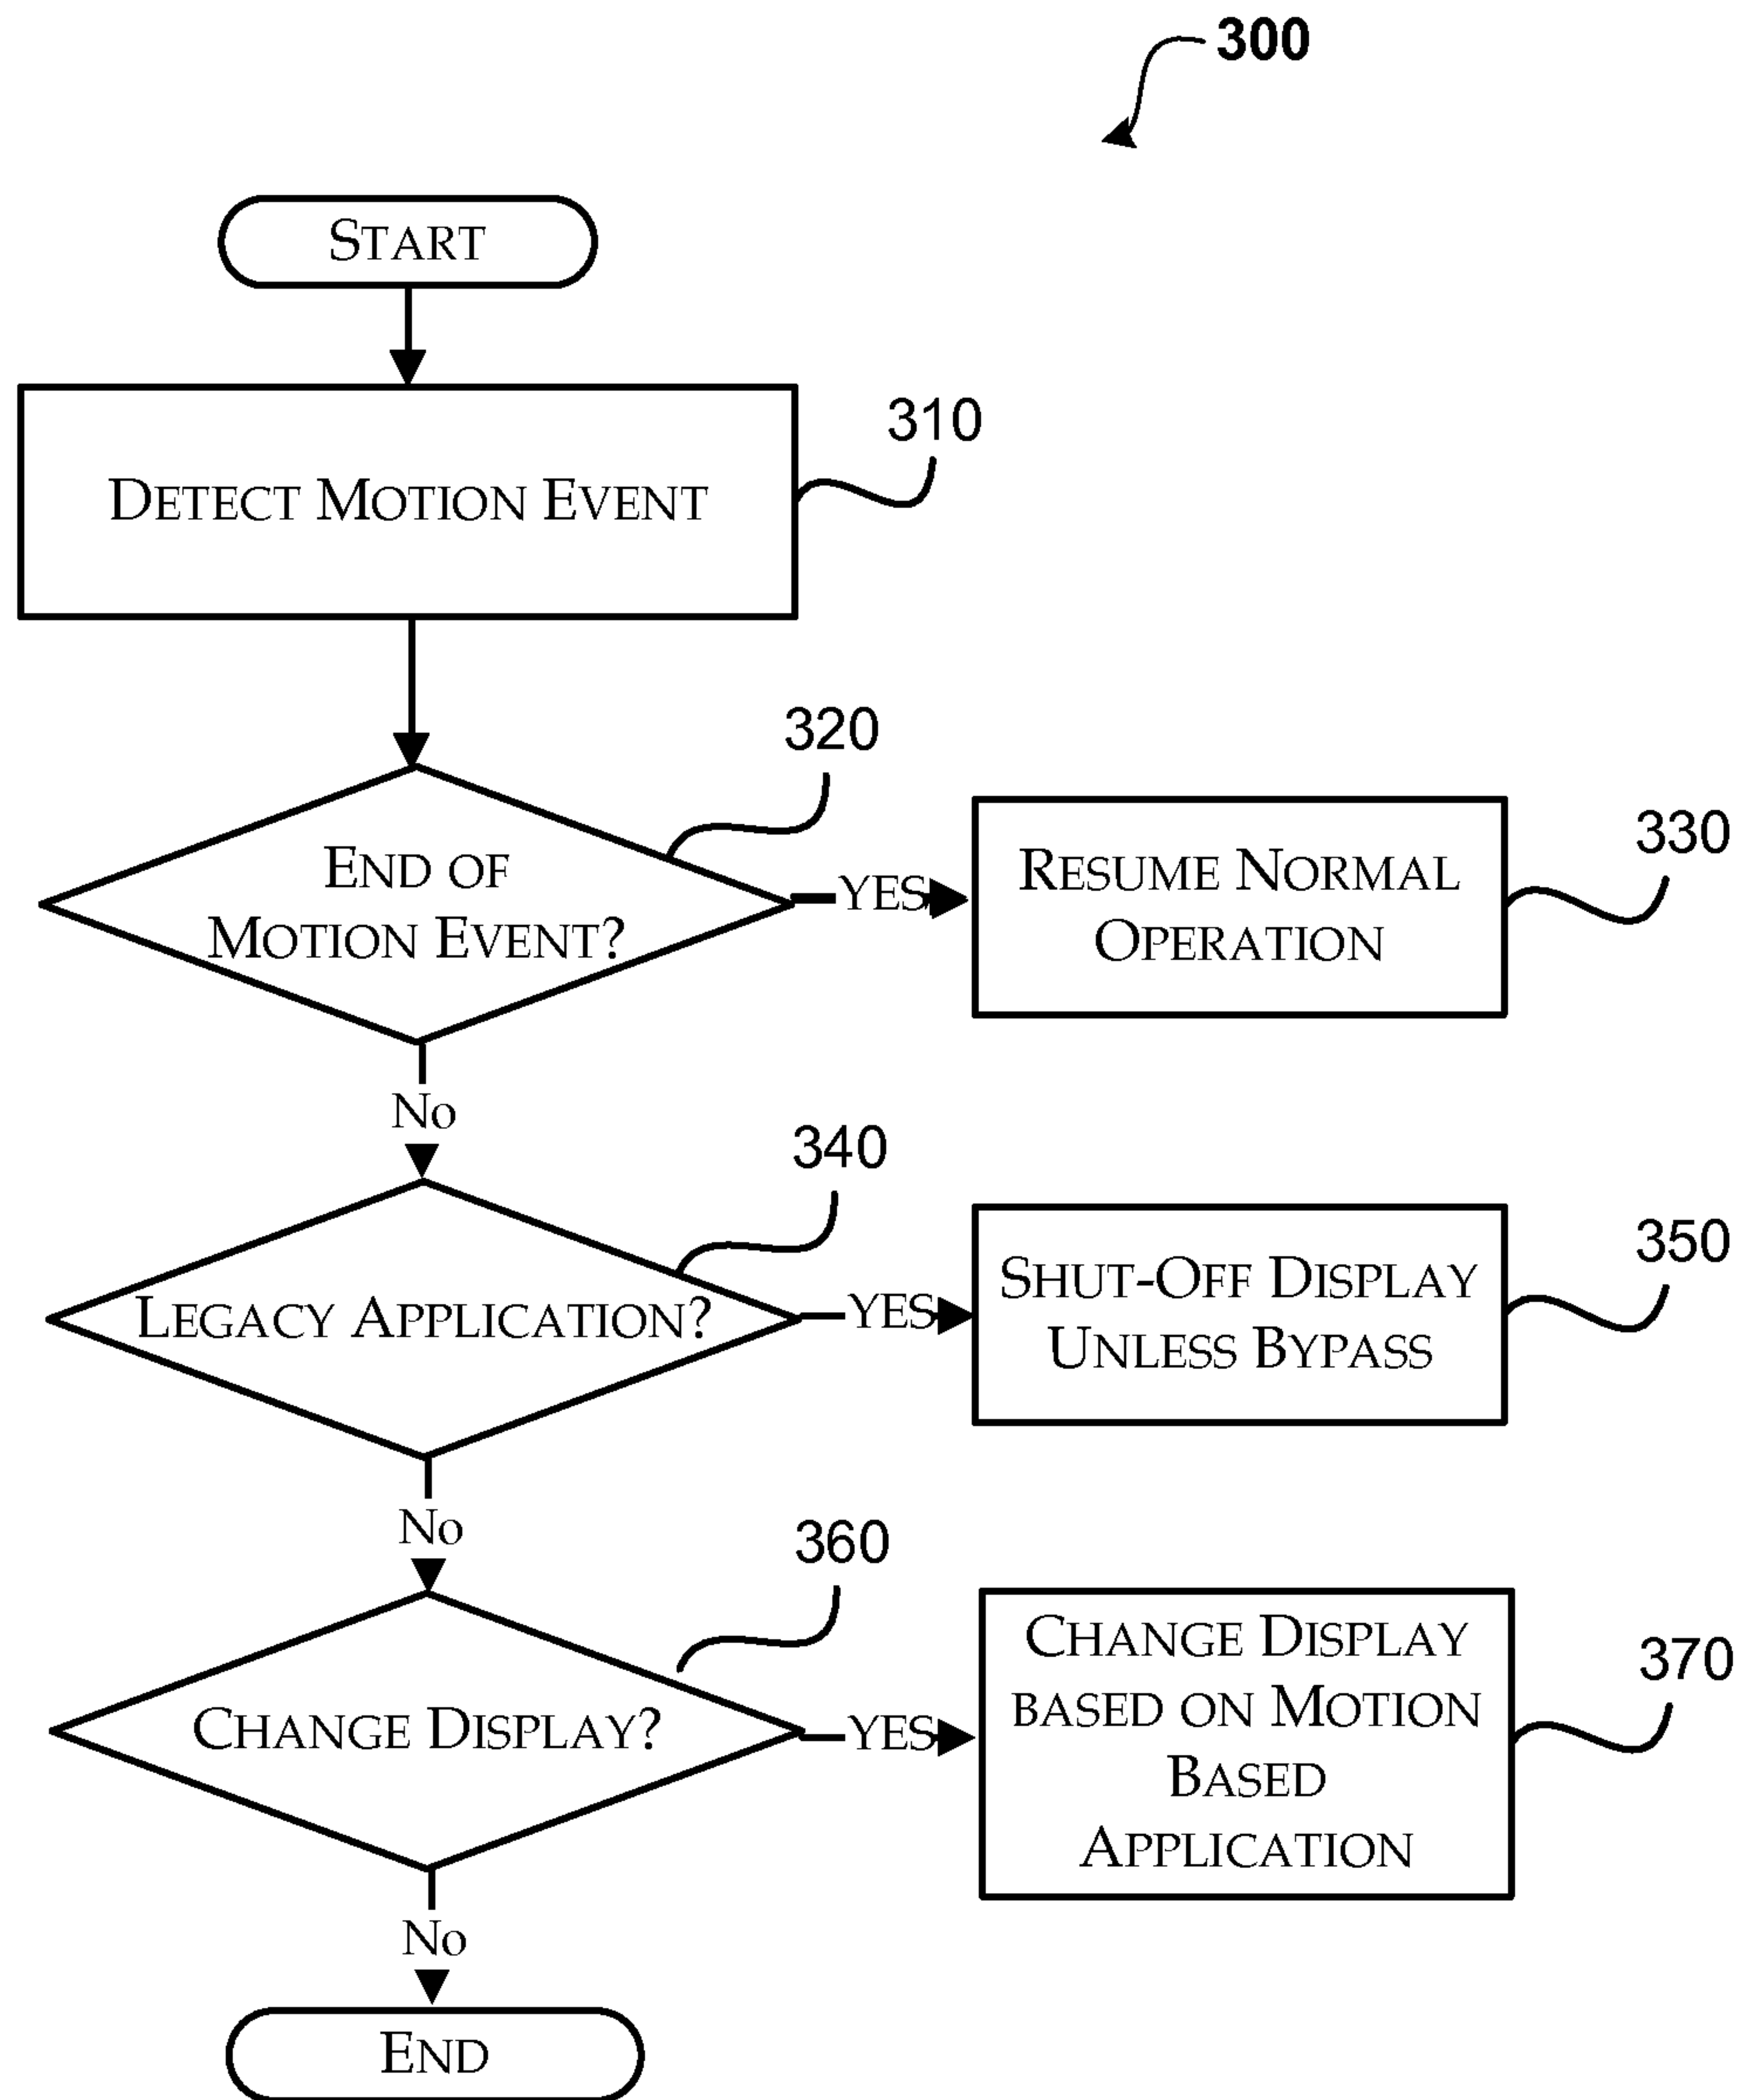 300
START
DETECT MOTION EVENT
310
320
END OF
MOTION EVENT?
YES
RESUME NORMAL
OPERATION
330
NO
340
LEGACY APPLICATION?
YES
SHUT-OFF DISPLAY
UNLESS BYPASS
350
NO
360
CHANGE DISPLAY?
YES
CHANGE DISPLAY
BASED ON MOTION
BASED
APPLICATION
370
NO
END